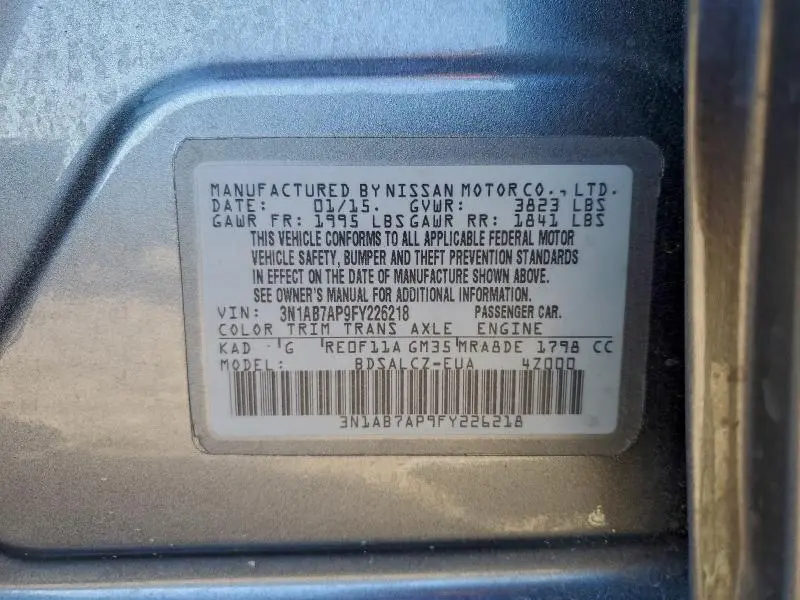 MANUFACTURED BY NISSAN MOTOR CO., LTD.
DATE: 01/15. GVWR: 3823 LBS
GAWR FR: 1995 LBS GAWR RR: 1841 LBS
THIS VEHICLE CONFORMS TO ALL APPLICABLE FEDERAL MOTOR
VEHICLE SAFETY, BUMPER AND THEFT PREVENTION STANDARDS
IN EFFECT ON THE DATE OF MANUFACTURE SHOWN ABOVE.
SEE OWNER'S MANUAL FOR ADDITIONAL INFORMATION.
VIN: 3N1AB7AP9FY226218 PASSENGER CAR.
COLOR TRIM TRANS AXLE ENGINE
KAD G RE0F11A GM35 MRA8DE 1798 CC
MODEL: BDSALCZ-EUA 4Z000
3N1AB7AP9FY226218